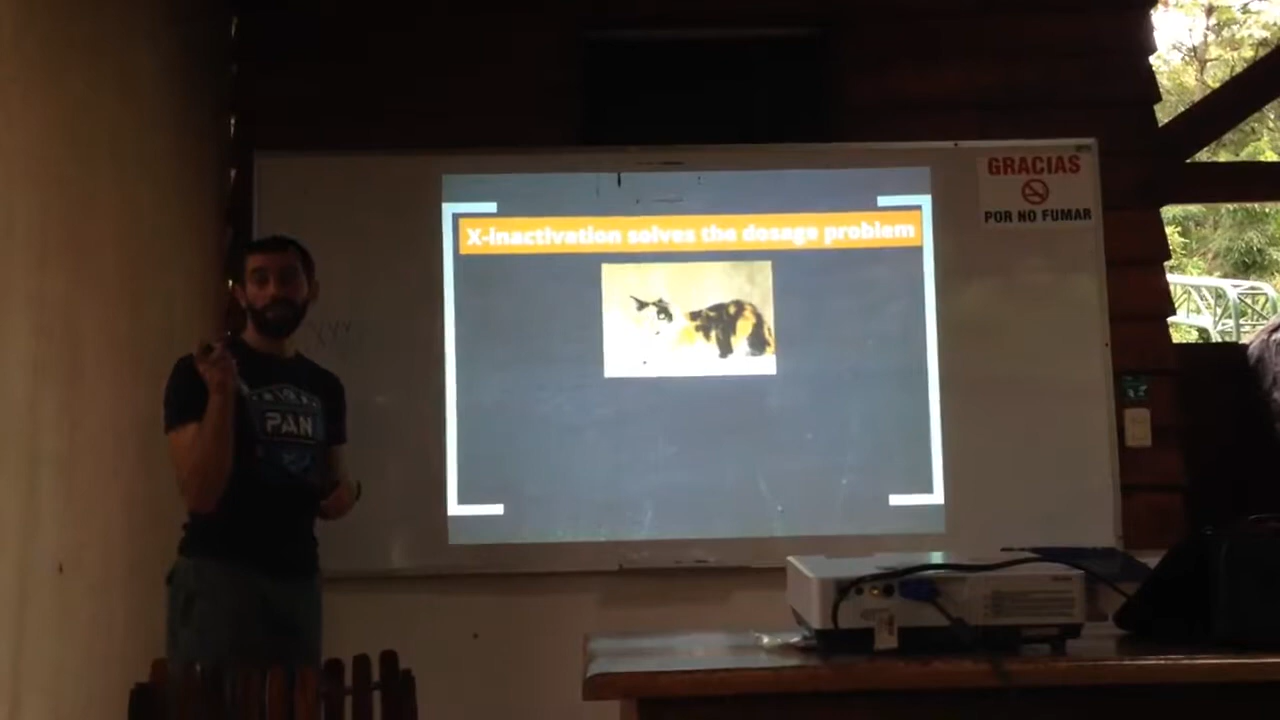 X-inactivation solves the dosage problem
GRACIAS
POR NO FUMAR
PAN